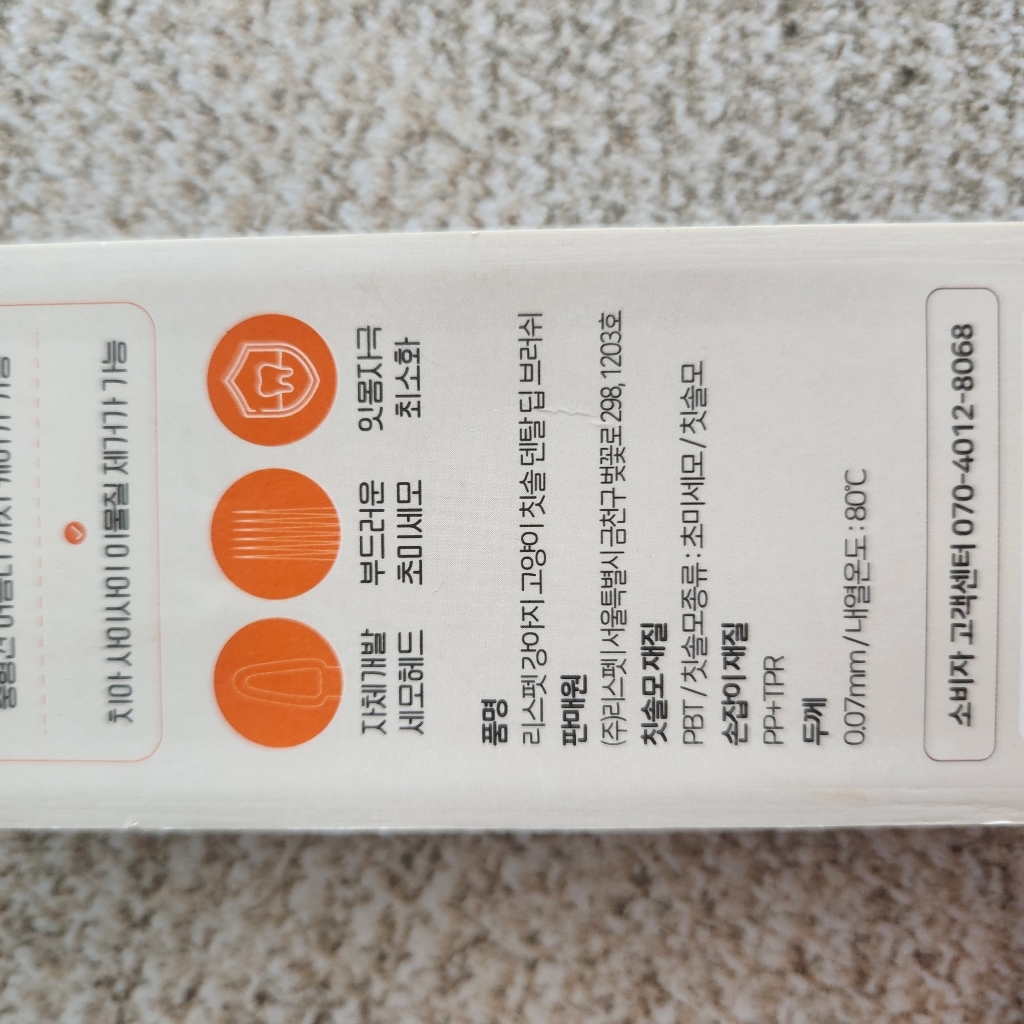 치아 사이사이 이물질 제거가 가능
자체개발
세모헤드
부드러운
초미세모
잇몸자극
최소화
품명
리스펫 강아지 고양이 칫솔 덴탈 딥 브러쉬
판매원
(주)리스펫 | 서울특별시 금천구 벚꽃로 298, 1203호
칫솔모 재질
PBT / 칫솔모종류 : 초미세모 / 칫솔모
손잡이 재질
PP+TPR
두께
0.07mm / 내열온도 : 80℃
소비자 고객센터 070-4012-8068